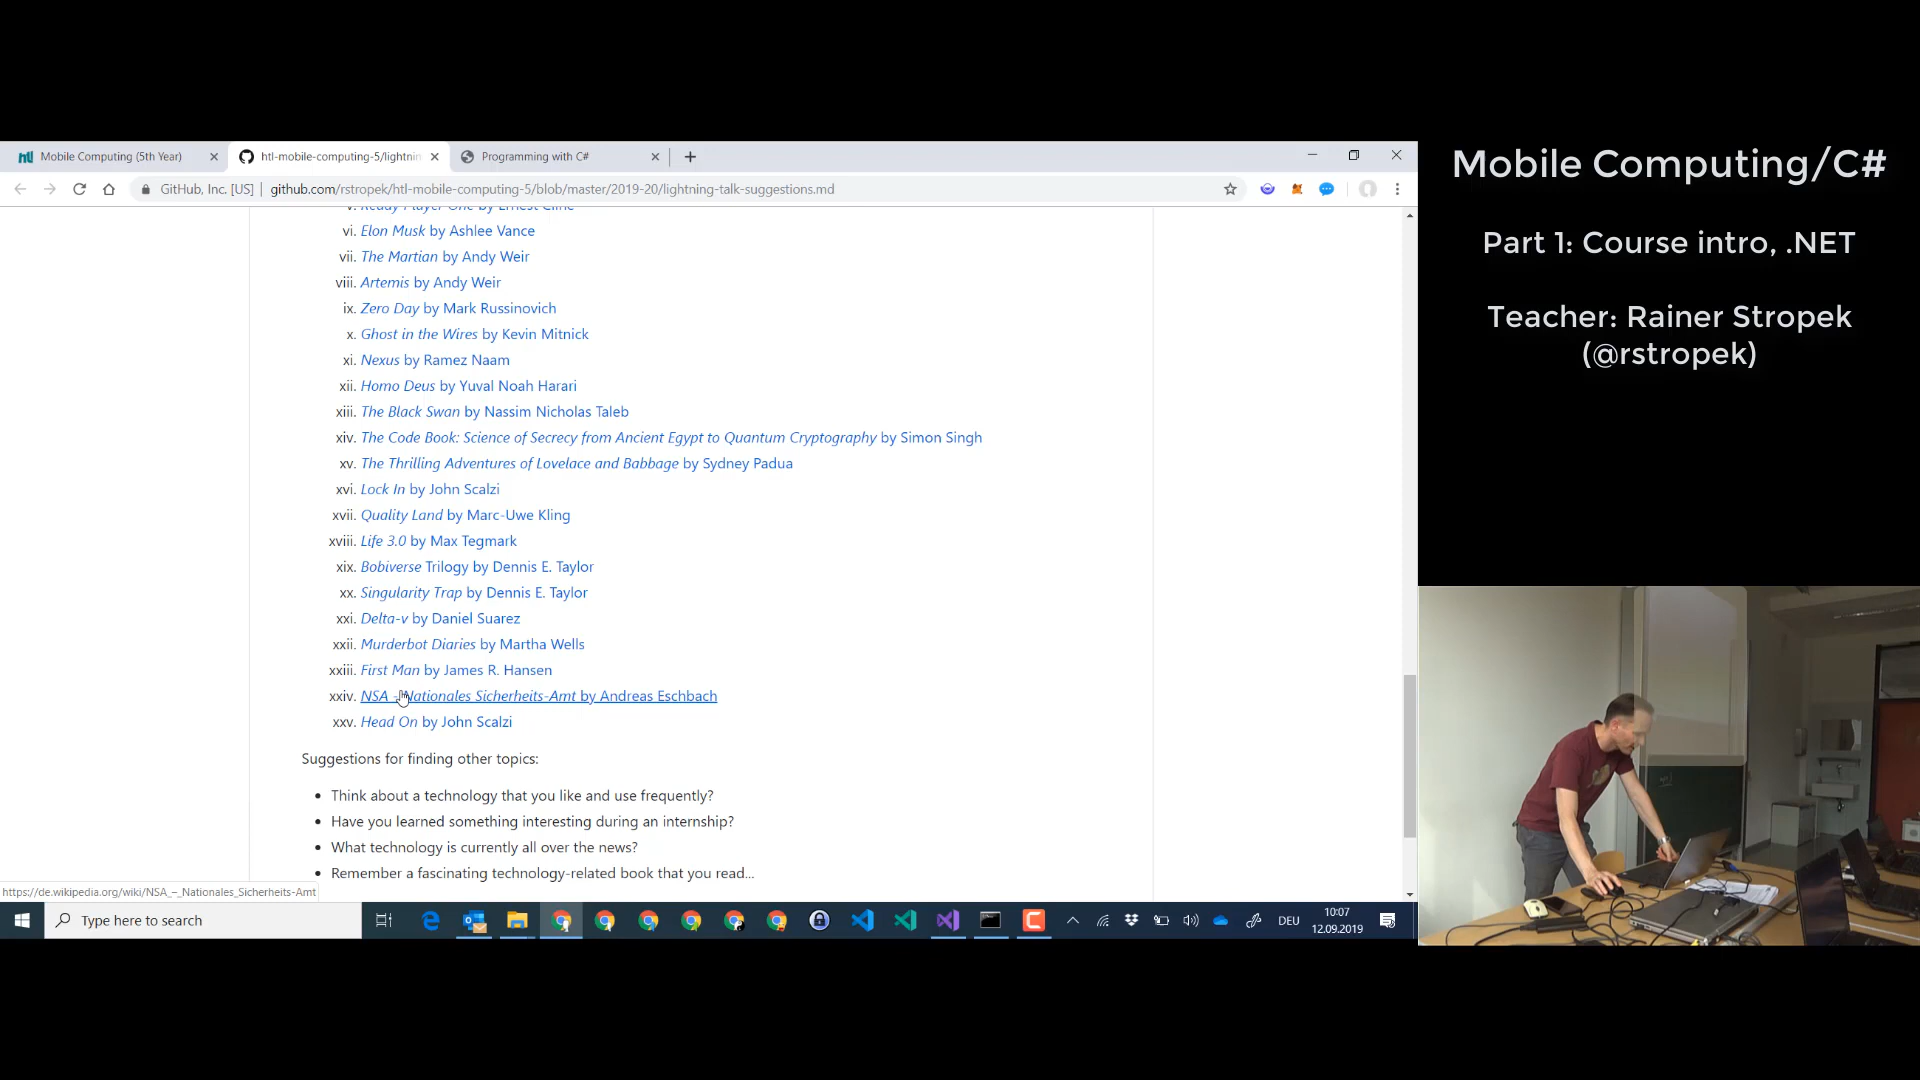 Mobile Computing (5th Year)
htl-mobile-computing-5/lightnin
Programming with C#
GitHub, Inc. [US] | github.com/rstropek/htl-mobile-computing-5/blob/master/2019-20/lightning-talk-suggestions.md
v. Ready Player One by Ernest Cline
vi. Elon Musk by Ashlee Vance
vii. The Martian by Andy Weir
viii. Artemis by Andy Weir
ix. Zero Day by Mark Russinovich
x. Ghost in the Wires by Kevin Mitnick
xi. Nexus by Ramez Naam
xii. Homo Deus by Yuval Noah Harari
xiii. The Black Swan by Nassim Nicholas Taleb
xiv. The Code Book: Science of Secrecy from Ancient Egypt to Quantum Cryptography by Simon Singh
xv. The Thrilling Adventures of Lovelace and Babbage by Sydney Padua
xvi. Lock In by John Scalzi
xvii. Quality Land by Marc-Uwe Kling
xviii. Life 3.0 by Max Tegmark
xix. Bobiverse Trilogy by Dennis E. Taylor
xx. Singularity Trap by Dennis E. Taylor
xxi. Delta-v by Daniel Suarez
xxii. Murderbot Diaries by Martha Wells
xxiii. First Man by James R. Hansen
xxiv. NSA - Nationales Sicherheits-Amt by Andreas Eschbach
xxv. Head On by John Scalzi
Suggestions for finding other topics:
• Think about a technology that you like and use frequently?
• Have you learned something interesting during an internship?
• What technology is currently all over the news?
• Remember a fascinating technology-related book that you read...
https://de.wikipedia.org/wiki/NSA_–_Nationales_Sicherheits-Amt
Type here to search
DEU
10:07
12.09.2019
Mobile Computing/C#
Part 1: Course intro, .NET
Teacher: Rainer Stropek
(@rstropek)